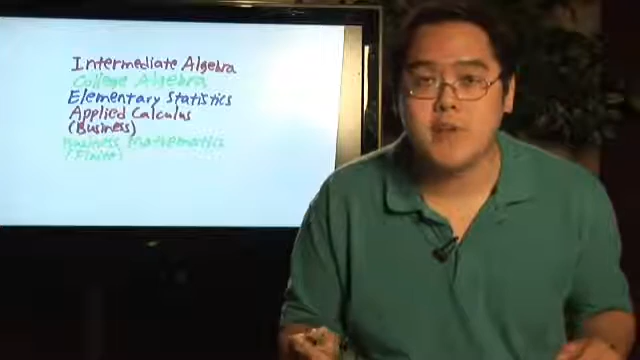 Intermediate Algebra
College Algebra
Elementary Statistics
Applied Calculus
(Business)
Business Mathematics
(Finite)